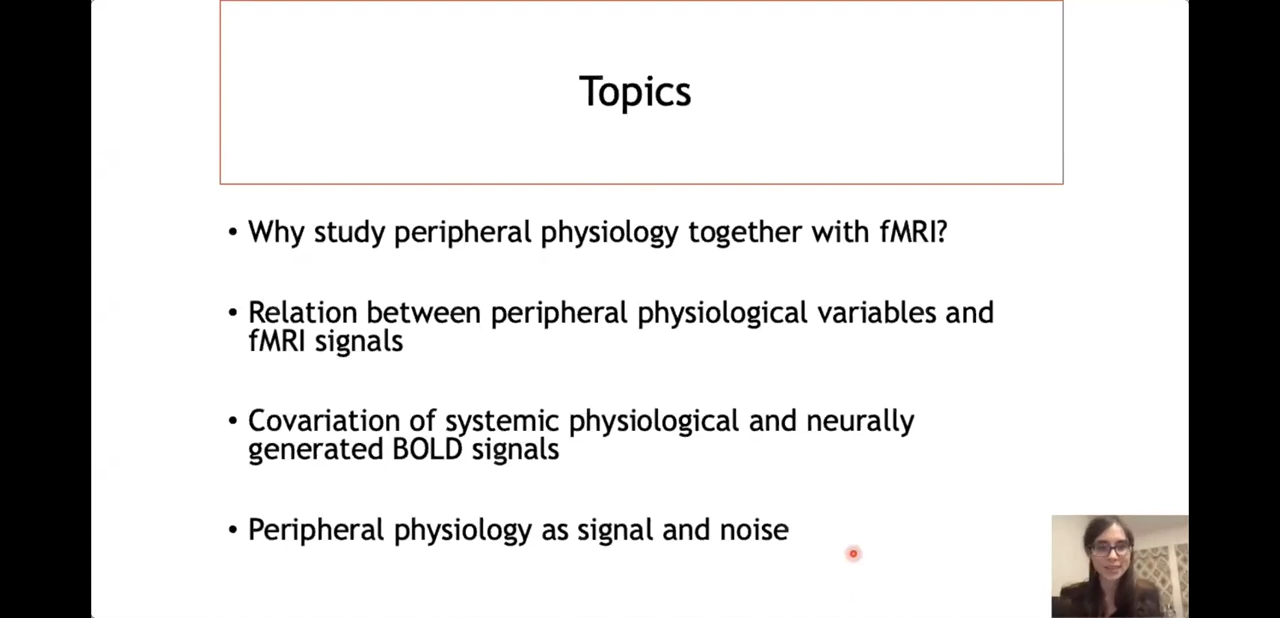 Topics
• Why study peripheral physiology together with fMRI?
• Relation between peripheral physiological variables and
fMRI signals
• Covariation of systemic physiological and neurally
generated BOLD signals
• Peripheral physiology as signal and noise